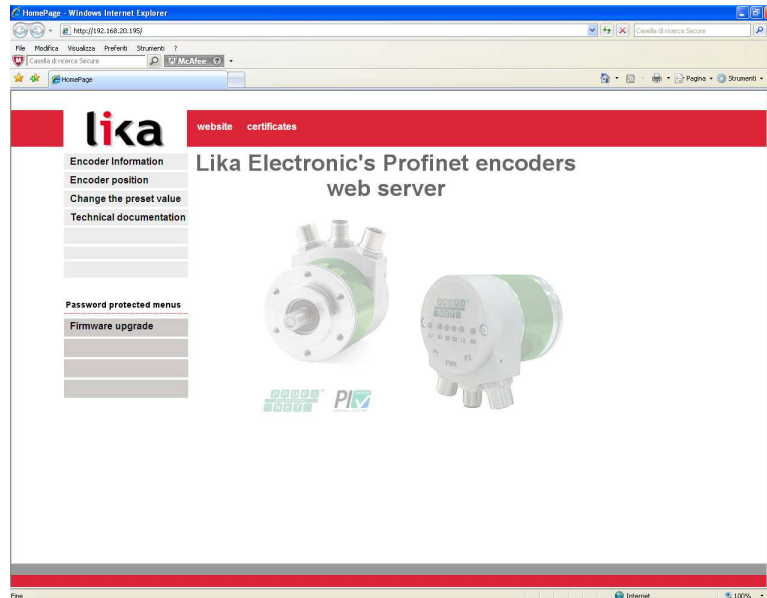 HomePage - Windows Internet Explorer
http://192.168.20.195/
Casella di ricerca Secure
File Modifica Visualizza Preferiti Strumenti ?
Casella di ricerca Secure McAfee
HomePage
Pagina Strumenti
lika website certificates
Encoder Information
Encoder position
Change the preset value
Technical documentation
Lika Electronic's Profinet encoders
web server
Password protected menus
Firmware upgrade
PROFI
NET
PI
Fine Internet 100%